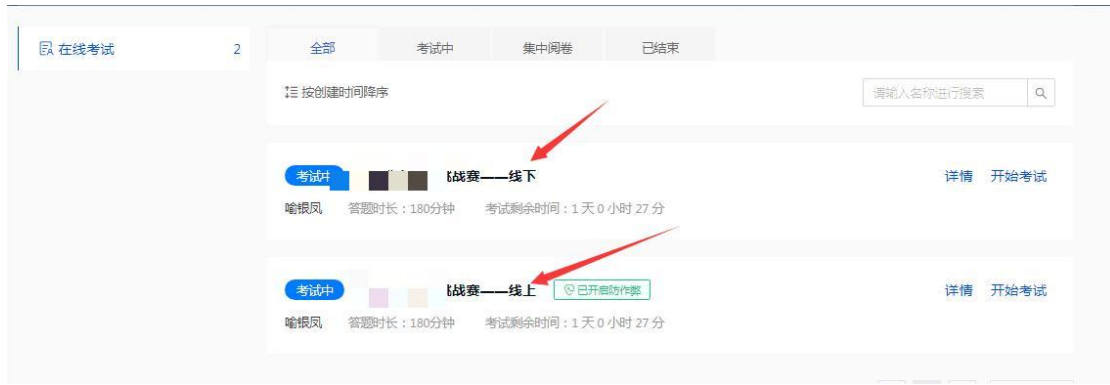 在线考试 2
全部 考试中 集中阅卷 已结束
按创建时间降序 请输入名称进行搜索
考试中 战赛——线下 详情 开始考试
喻银凤 答题时长：180分钟 考试剩余时间：1天0小时27分
考试中 战赛——线上 已开启防作弊 详情 开始考试
喻银凤 答题时长：180分钟 考试剩余时间：1天0小时27分